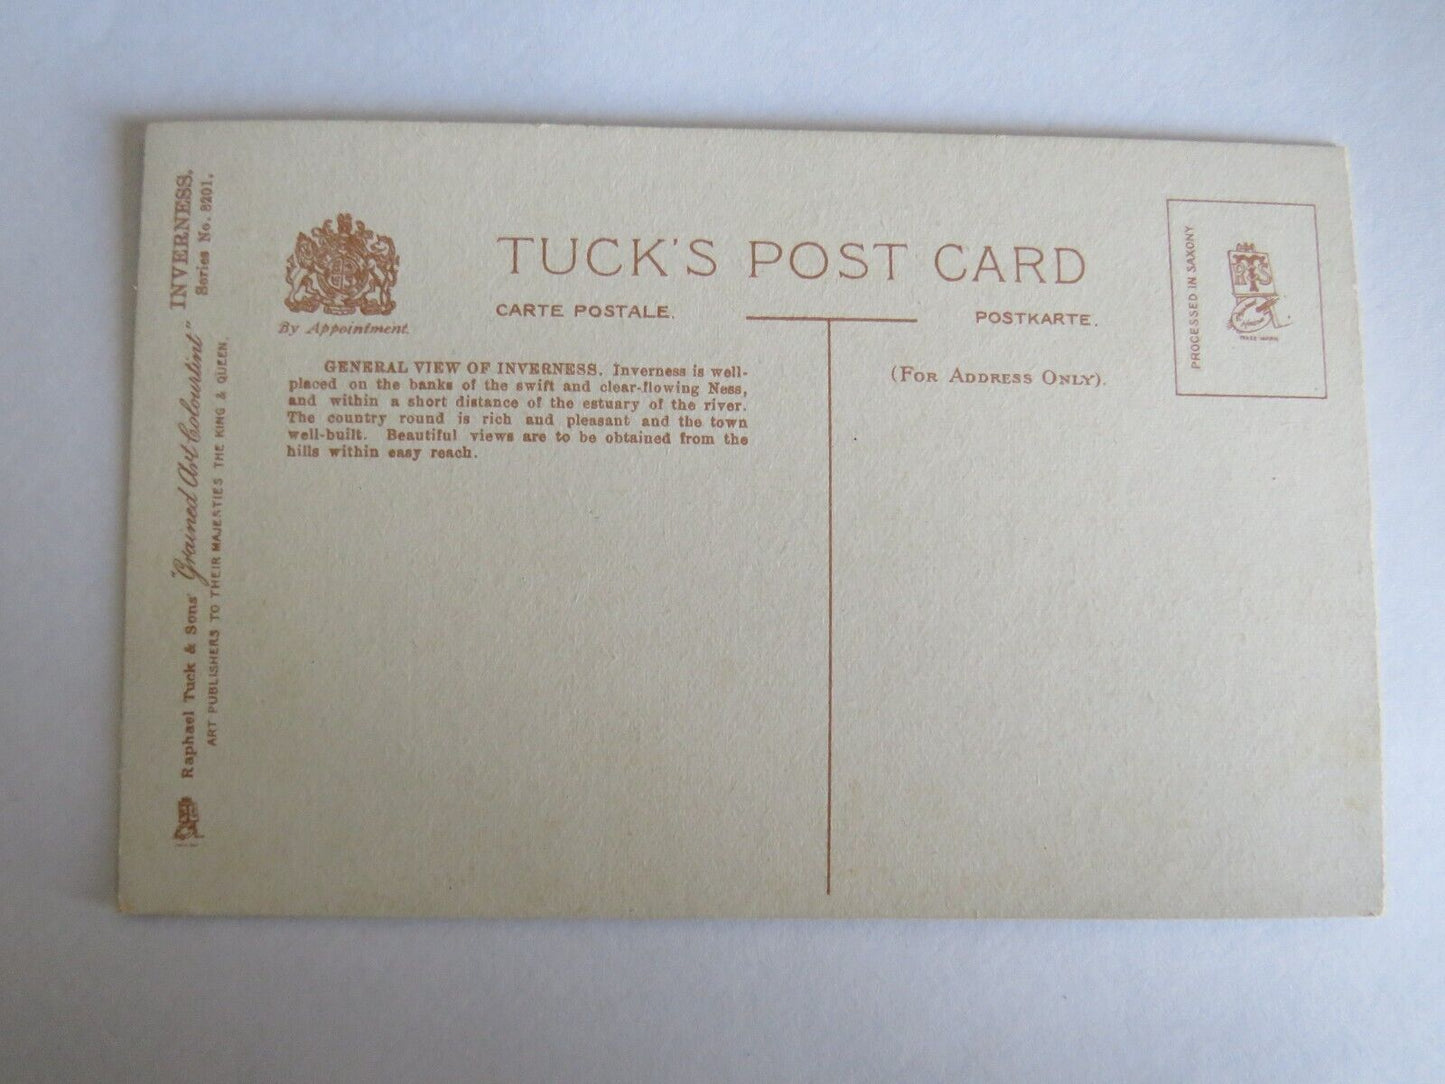 INVERNESS.
Series No. 8201.
Raphael Tuck & Sons' "Grained Art Colourtint"
ART PUBLISHERS TO THEIR MAJESTIES THE KING & QUEEN.
By Appointment.
TUCK'S POST CARD
CARTE POSTALE.
POSTKARTE.
GENERAL VIEW OF INVERNESS. Inverness is well-
placed on the banks of the swift and clear-flowing Ness,
and within a short distance of the estuary of the river.
The country round is rich and pleasant and the town
well-built. Beautiful views are to be obtained from the
hills within easy reach.
(For Address Only).
PROCESSED IN SAXONY
TRADE MARK